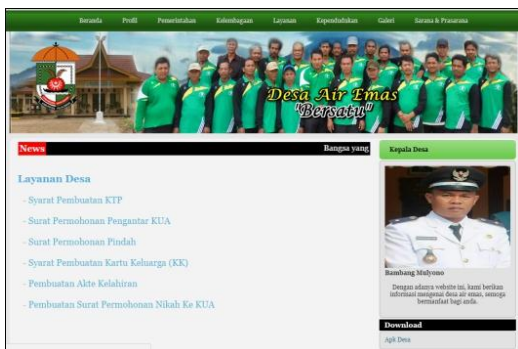 Beranda Profil Pemerintahan Kelembagaan Layanan Kependudukan Galeri Sarana & Prasarana
Desa Air Emas
"Bersatu"
News Bangsa yang
Kepala Desa
Layanan Desa
- Syarat Pembuatan KTP
- Surat Permohonan Pengantar KUA
- Surat Permohonan Pindah
- Syarat Pembuatan Kartu Keluarga (KK)
- Pembuatan Akte Kelahiran
- Pembuatan Surat Permohonan Nikah Ke KUA
Bambang Mulyono
Dengan adanya website ini, kami berikan
informasi mengenai desa air emas, semoga
bermanfaat bagi anda.
Download
Apk Desa